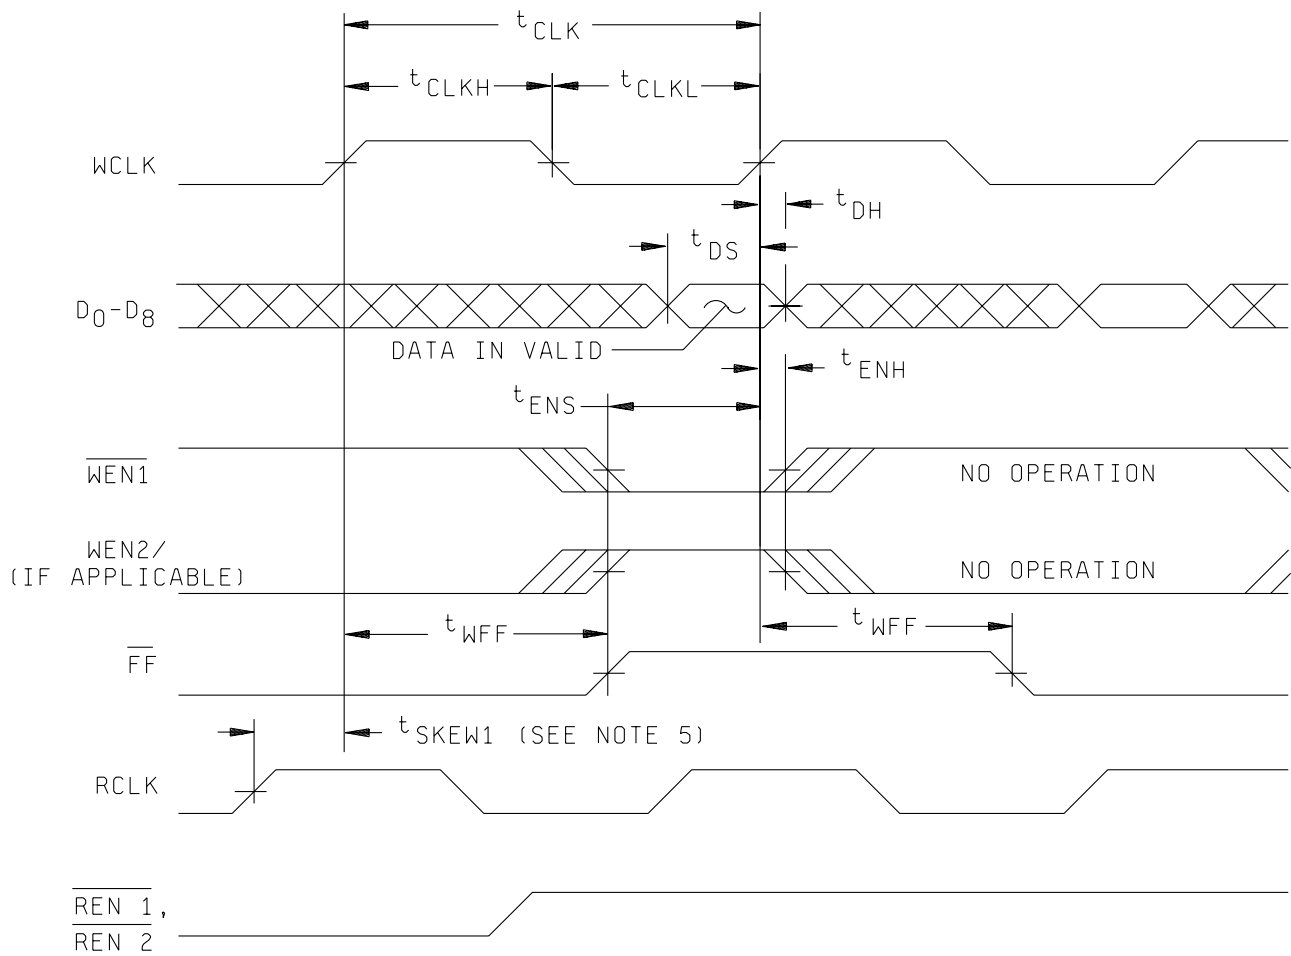 tCLK
tCLKH
tCLKL
WCLK
tDH
tDS
D0-D8
DATA IN VALID
tENH
tENS
WEN1
NO OPERATION
WEN2/
(IF APPLICABLE)
NO OPERATION
tWFF
tWFF
FF
tSKEW1 (SEE NOTE 5)
RCLK
REN 1,
REN 2